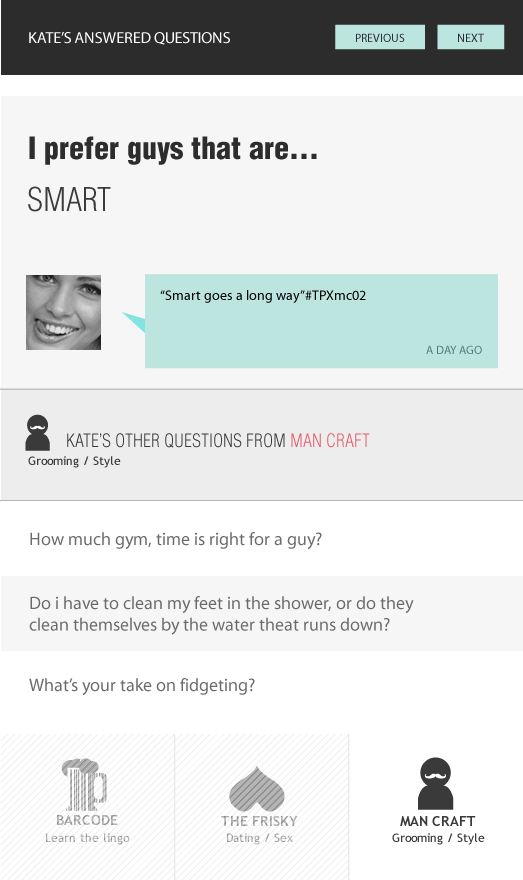 KATE'S ANSWERED QUESTIONS
PREVIOUS
NEXT
I prefer guys that are...
SMART
“Smart goes a long way”#TPXmc02
A DAY AGO
KATE'S OTHER QUESTIONS FROM MAN CRAFT
Grooming / Style
How much gym, time is right for a guy?
Do i have to clean my feet in the shower, or do they
clean themselves by the water theat runs down?
What's your take on fidgeting?
BARCODE
Learn the lingo
THE FRISKY
Dating / Sex
MAN CRAFT
Grooming / Style